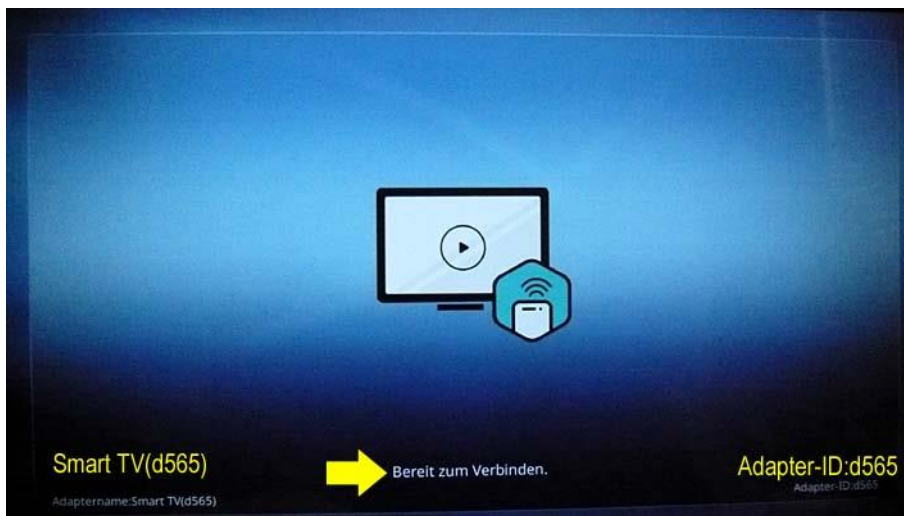 Smart TV(d565)
Bereit zum Verbinden.
Adapter-ID:d565
Adaptername:Smart TV(d565)
Adapter-ID:d565